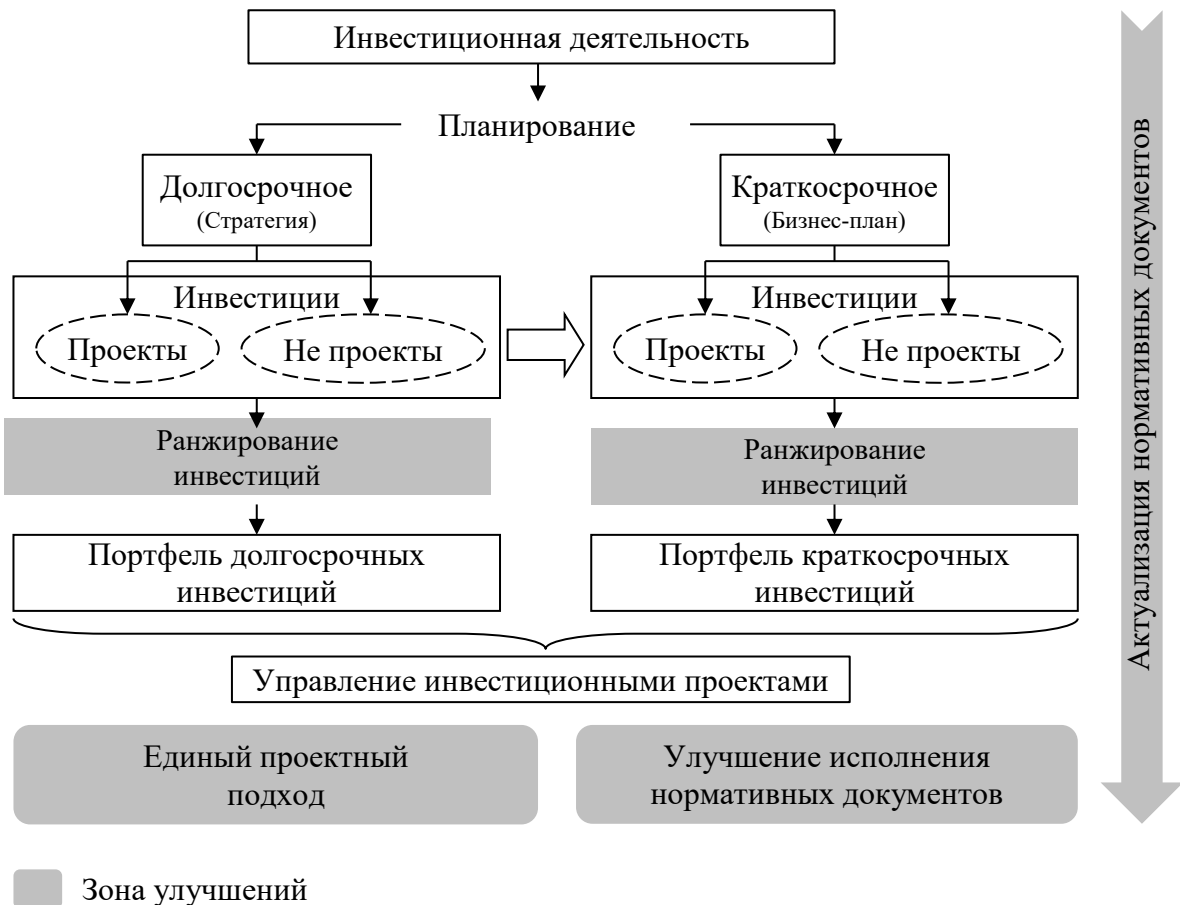 Инвестиционная деятельность
Планирование
Долгосрочное
(Стратегия)
Краткосрочное
(Бизнес-план)
Инвестиции
Проекты
Не проекты
Инвестиции
Проекты
Не проекты
Ранжирование
инвестиций
Ранжирование
инвестиций
Портфель долгосрочных
инвестиций
Портфель краткосрочных
инвестиций
Управление инвестиционными проектами
Единый проектный
подход
Улучшение исполнения
нормативных документов
Актуализация нормативных документов
Зона улучшений